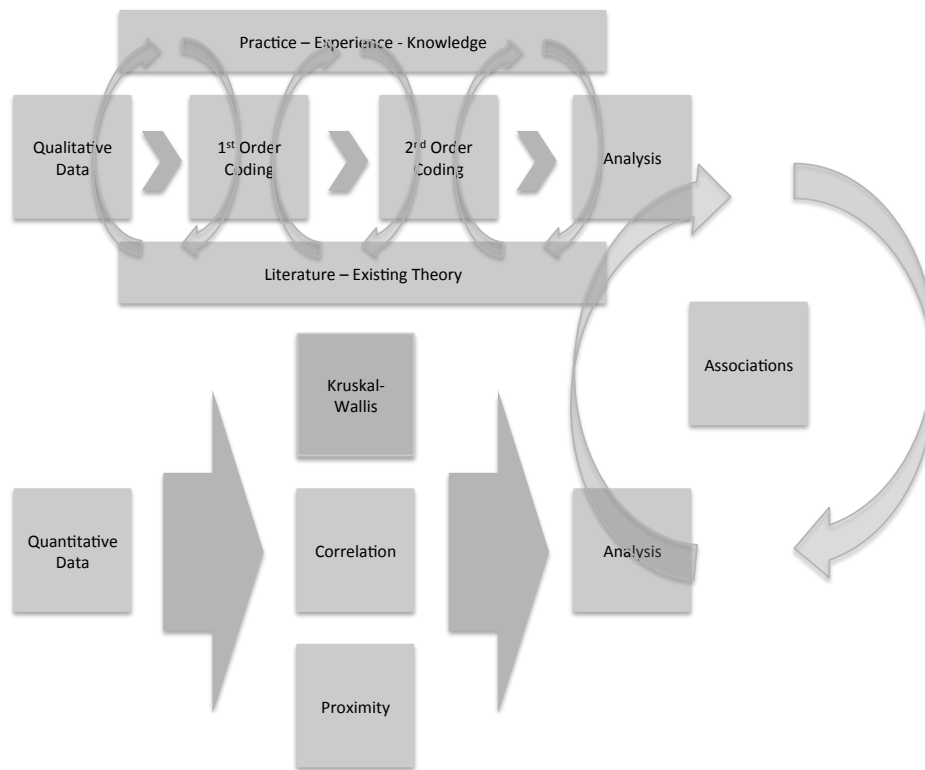 Practice – Experience - Knowledge
Qualitative
Data
1st Order
Coding
2nd Order
Coding
Analysis
Literature – Existing Theory
Kruskal-
Wallis
Associations
Quantitative
Data
Correlation
Analysis
Proximity